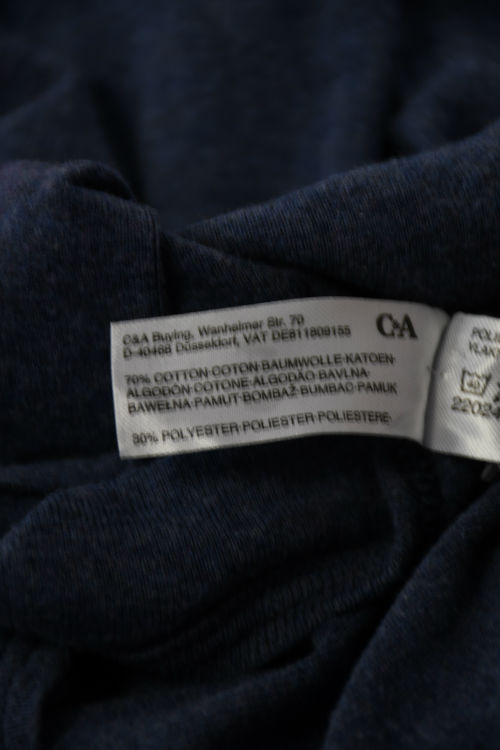 C&A Buying, Wanheimer Str. 70
D-40468 Düsseldorf, VAT DE811809155
C&A
70% COTTON·COTON·BAUMWOLLE·KATOEN·
ALGODÓN·COTONE·ALGODÃO·BAVLNA·
BAWEŁNA·PAMUT·BOMBAŽ·BUMBAC·PAMUK
30% POLYESTER·POLIESTER·POLIESTERE·